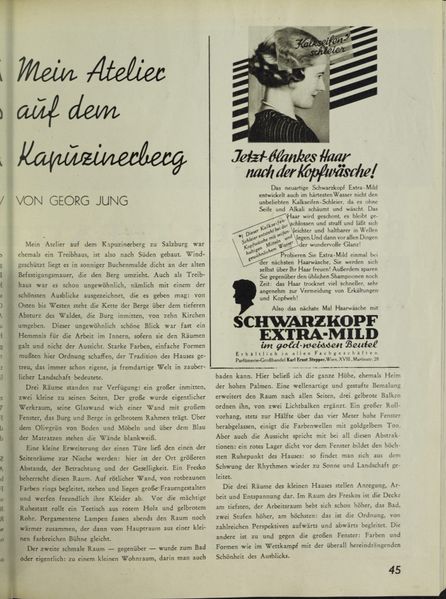 Mein Atelier
auf dem
Kapuzinerberg
VON GEORG JUNG
Mein Atelier auf dem Kapuzinerberg zu Salzburg war
ehemals ein Treibhaus, ist also nach Süden gebaut. Wind-
geschützt liegt es in sonniger Buchenmulde dicht an der alten
Befestigungsmauer, die den Berg umzieht. Auch als Treib-
haus war es schon ungewöhnlich, nämlich mit einem der
schönsten Ausblicke ausgezeichnet, die es geben mag: von
Osten bis Westen zieht die Kette der Berge über dem tieferen
Absturz des Waldes, die Burg inmitten, von zehn Kirchen
umgeben. Dieser ungewöhnlich schöne Blick war fast ein
Hemmnis für die Arbeit im Innern, sofern sie den Räumen
galt und nicht der Aussicht. Starke Farben, einfache Formen
mußten hier Ordnung schaffen, der Tradition des Hauses ge-
treu, das immer schon eigene, ja fremdartige Welt in zauber-
licher Landschaft bedeutete.
Drei Räume standen zur Verfügung: ein großer inmitten,
zwei kleine zu seinen Seiten. Der große wurde eigentlicher
Werkraum, seine Glaswand wich einer Wand mit großem
Fenster, das Burg und Berge in gelbrotem Rahmen trägt. Über
dem Olivgrün von Boden und Möbeln und über dem Blau
der Matratzen stehen die Wände blankweiß.
Eine kleine Erweiterung der einen Türe ließ den einen der
Seitenräume zur Nische werden: hier ist der Ort größeren
Abstands, der Betrachtung und der Geselligkeit. Ein Fresko
beherrscht diesen Raum. Auf rötlicher Wand, von rotbraunen
Farben rings begleitet, stehen und liegen große Frauengestalten
und werfen freundlich ihre Kleider ab. Vor die mächtige
Ruhestatt rollt ein Teetisch aus rotem Holz und gelbrotem
Rohr. Pergamentene Lampen fassen abends den Raum noch
wärmer zusammen, der dann vom Hauptraum aus einer klei-
nen farbreichen Bühne gleicht.
Der zweite schmale Raum — gegenüber — wurde zum Bad
oder eigentlich: zu einem kleinen Wohnraum, darin man auch
Kalkseifen-
schleier
Jetzt blankes Haar
nach der Kopfwäsche!
Das neuartige Schwarzkopf Extra-Mild
entwickelt auch im härtesten Wasser nicht den
unbeliebten Kalkseifen-Schleier, da es ohne
Seife und Alkali schäumt und wäscht. Das
Haar wird geschont, es bleibt ge-
schlossen und straff und läßt sich
leichter und haltbarer in Wellen
legen. Und dann vor allen Dingen
der wundervolle Glanz!
Probieren Sie Extra-Mild einmal bei
der nächsten Haarwäsche, Sie werden sich
selbst über Ihr Haar freuen! Außerdem sparen
Sie gegenüber den üblichen Shampooen noch
Zeit: das Haar trocknet viel schneller, sehr
angenehm zur Vermeidung von Erkältung
und Kopfweh!
Also das nächste Mal Haarwäsche mit
SCHWARZKOPF
EXTRA-MILD
im gold-weissen Beutel
Erhältlich in allen Fachgeschäften.
baden kann. Hier beließ ich die ganze Höhe, ehemals Heim
der hohen Palmen. Eine wellenartige und gestufte Bemalung
erweitert den Raum nach allen Seiten, drei gelbrote Balken
ordnen ihn, von zwei Lichtbalken ergänzt. Ein großer Roll-
vorhang, stets zur Hälfte über das vier Meter hohe Fenster
herabgelassen, einigt die Farbenwellen mit goldgelbem Ton.
Aber auch die Aussicht spricht mit bei all diesen Abstrak-
tionen: ein rotes Lager dicht vor dem Fenster bildet den höch-
sten Ruhepunkt des Hauses: so findet man sich aus dem
Schwung der Rhythmen wieder zu Sonne und Landschaft ge-
leitet.
Die drei Räume des kleinen Hauses stellen Anregung, Ar-
beit und Entspannung dar. Im Raum des Freskos ist die Decke
am tiefsten, der Arbeitsraum hebt sich schon höher, das Bad,
zwei Stufen höher, am höchsten: das ist die Ordnung, von
zahlreichen Perspektiven aufwärts und abwärts begleitet. Die
andere ist zu und gegen die großen Fenster: Farben und
Formen wie im Wettkampf mit der überall hereindrängenden
Schönheit des Ausblicks.
45